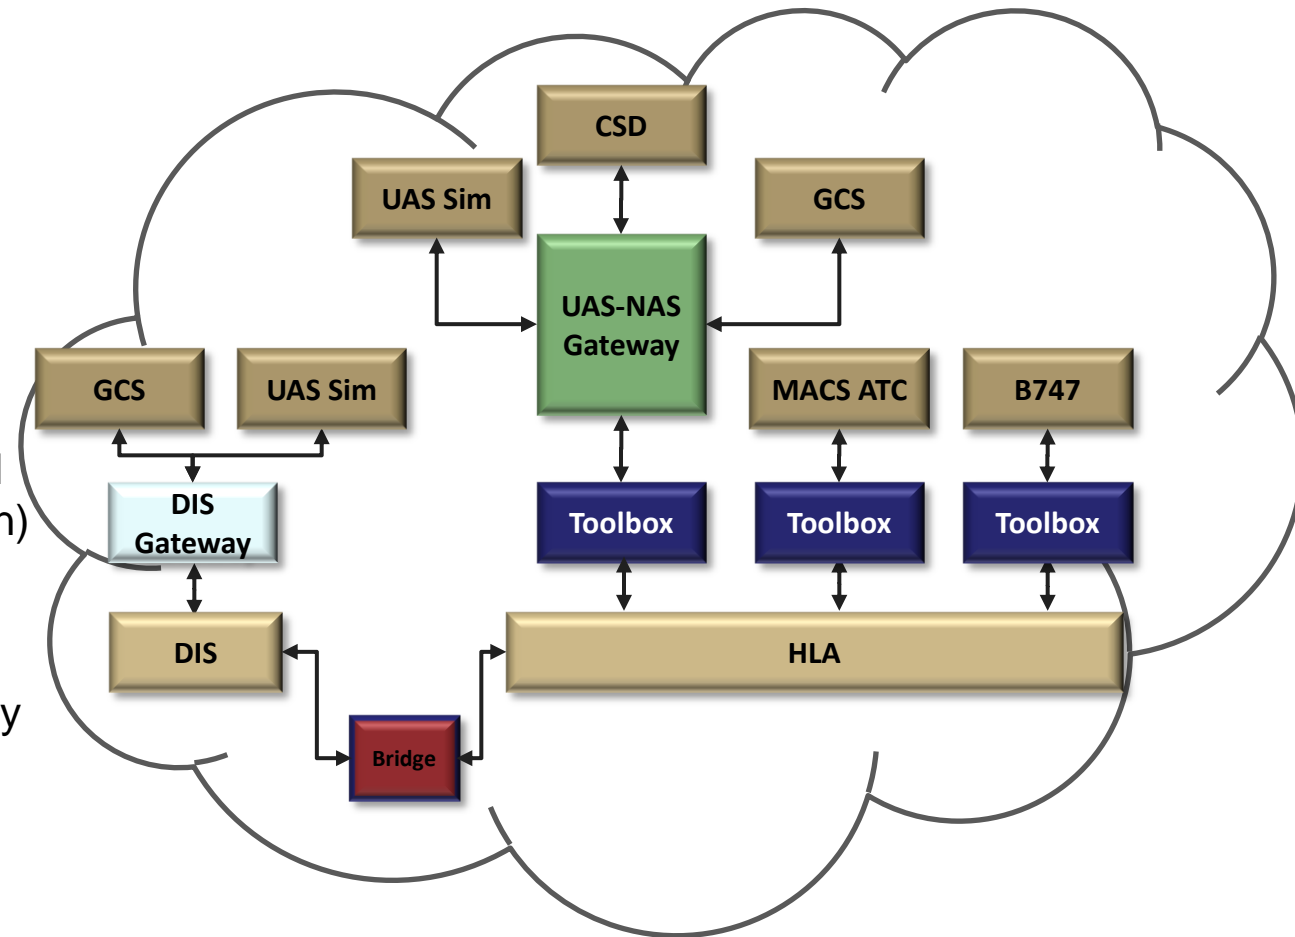 CSD
UAS Sim
GCS
UAS-NAS
Gateway
GCS
UAS Sim
MACS ATC
B747
DIS
Gateway
Toolbox
Toolbox
Toolbox
n)
DIS
HLA
y
Bridge